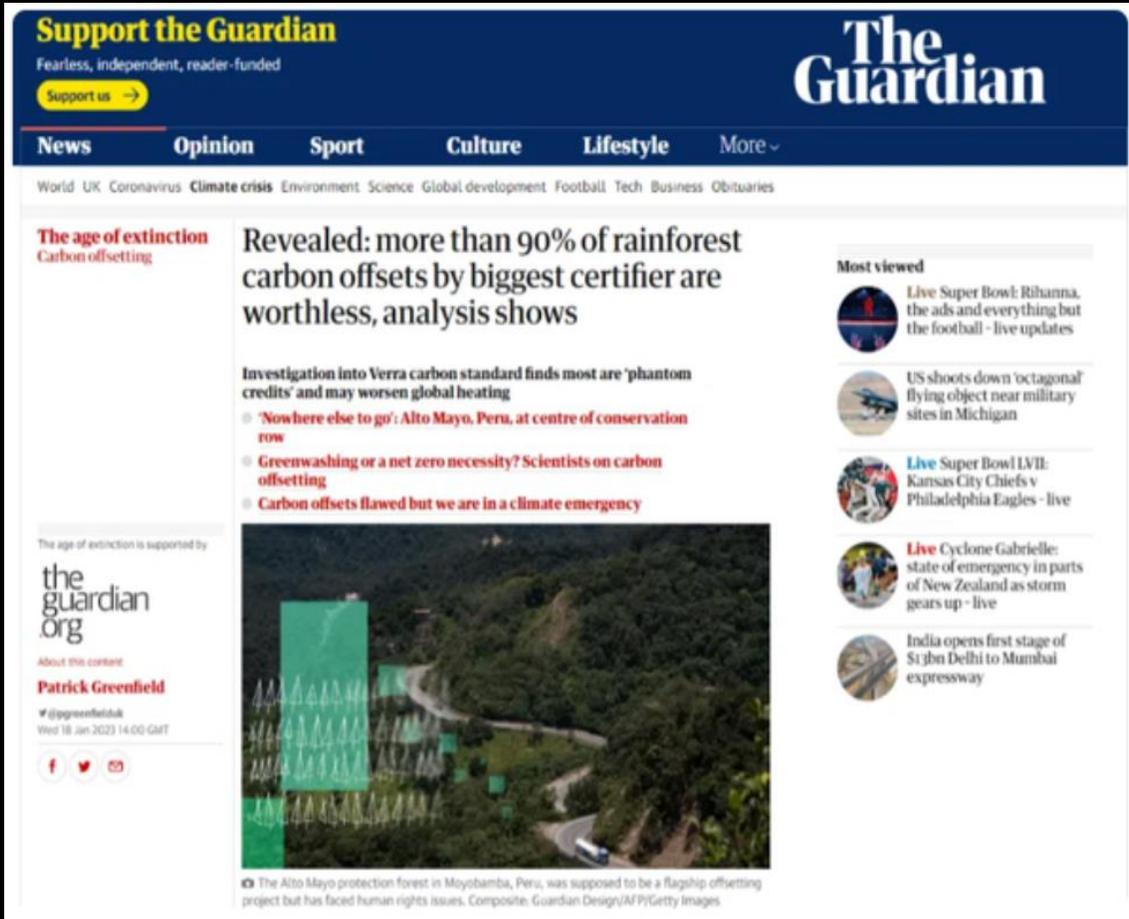 Support the Guardian
Fearless, independent, reader-funded
Support us
The
Guardian
News Opinion Sport Culture Lifestyle More
World UK Coronavirus Climate crisis Environment Science Global development Football Tech Business Obituaries
The age of extinction
Carbon offsetting
Revealed: more than 90% of rainforest
carbon offsets by biggest certifier are
worthless, analysis shows
Investigation into Verra carbon standard finds most are ‘phantom
credits’ and may worsen global heating
‘Nowhere else to go’: Alto Mayo, Peru, at centre of conservation
row
Greenwashing or a net zero necessity? Scientists on carbon
offsetting
Carbon offsets flawed but we are in a climate emergency
The age of extinction is supported by
the
guardian
.org
About this content
Patrick Greenfield
@pgreenfielduk
Wed 18 Jan 2023 14.00 GMT
The Alto Mayo protection forest in Moyobamba, Peru, was supposed to be a flagship offsetting
project but has faced human rights issues. Composite: Guardian Design/AFP/Getty Images
Most viewed
Live Super Bowl: Rihanna,
the ads and everything but
the football - live updates
US shoots down ‘octagonal’
flying object near military
sites in Michigan
Live Super Bowl LVII:
Kansas City Chiefs v
Philadelphia Eagles - live
Live Cyclone Gabrielle:
state of emergency in parts
of New Zealand as storm
gears up - live
India opens first stage of
$13bn Delhi to Mumbai
expressway